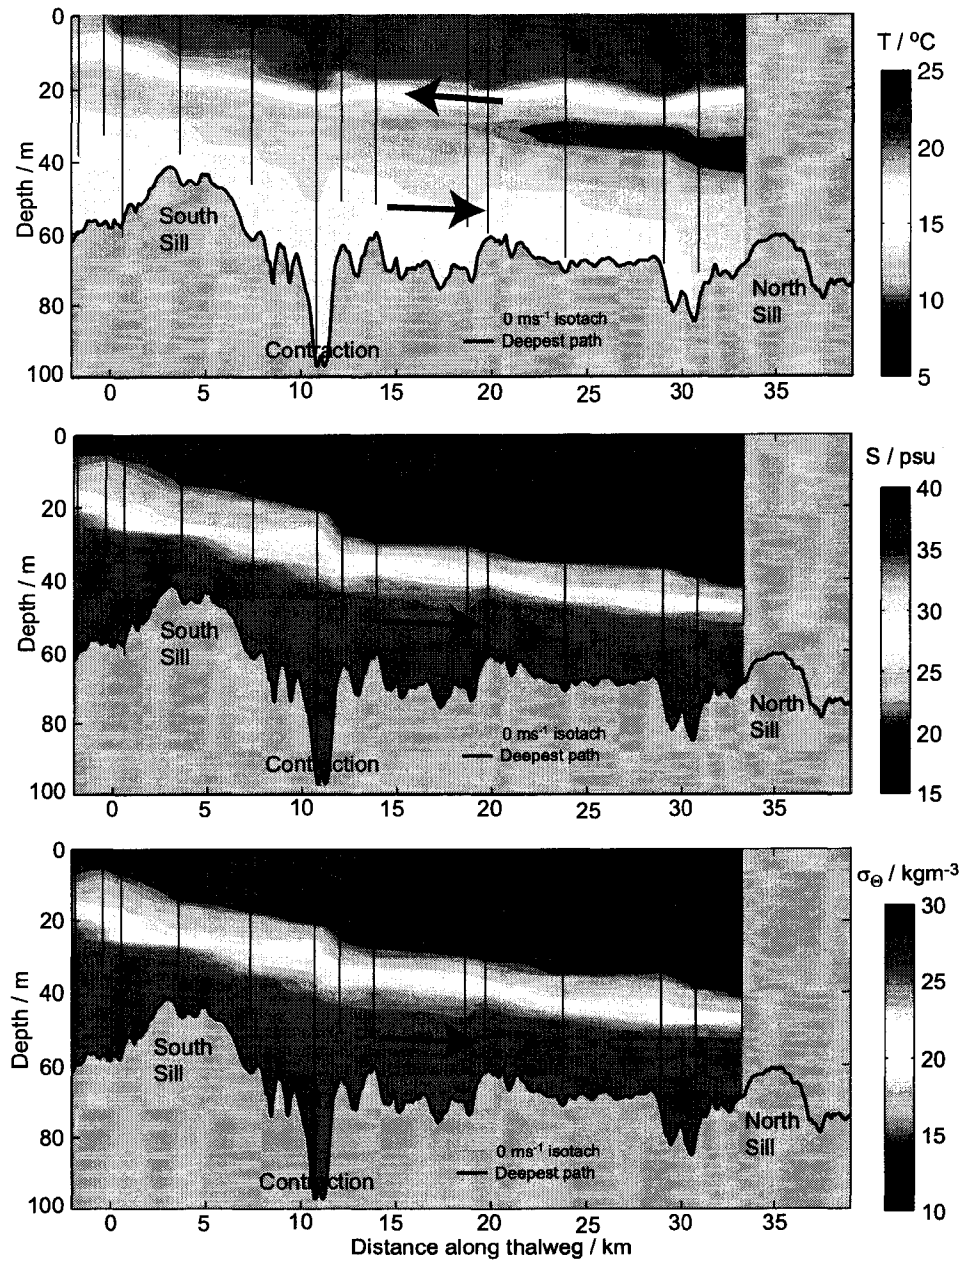 T / ºC
0
20
40
60
80
100
Depth / m
South
Sill
Contraction
North
Sill
0 ms-1 isotach
Deepest path
0 5 10 15 20 25 30 35
25
20
15
10
5
S / psu
0
20
40
60
80
100
Depth / m
South
Sill
Contraction
North
Sill
0 ms-1 isotach
Deepest path
0 5 10 15 20 25 30 35
40
35
30
25
20
15
σΘ / kgm-3
0
20
40
60
80
100
Depth / m
South
Sill
Contraction
North
Sill
0 ms-1 isotach
Deepest path
0 5 10 15 20 25 30 35
Distance along thalweg / km
30
25
20
15
10